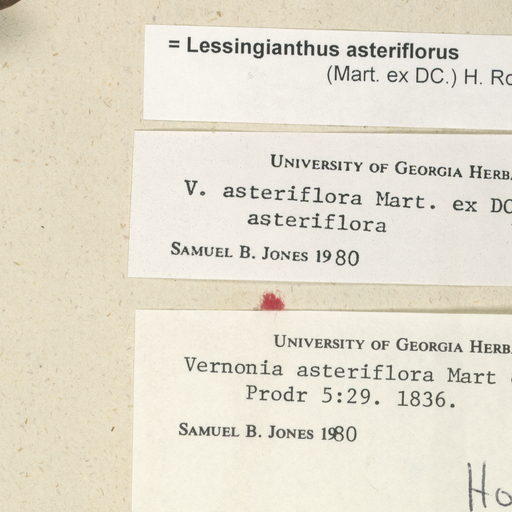 = Lessingianthus asteriflorus
(Mart. ex DC.) H. Ro
UNIVERSITY OF GEORGIA HERB
V. asteriflora Mart. ex DC
asteriflora
SAMUEL B. JONES 1980
UNIVERSITY OF GEORGIA HERB
Vernonia asteriflora Mart
Prodr 5:29. 1836.
SAMUEL B. JONES 1980
Ho